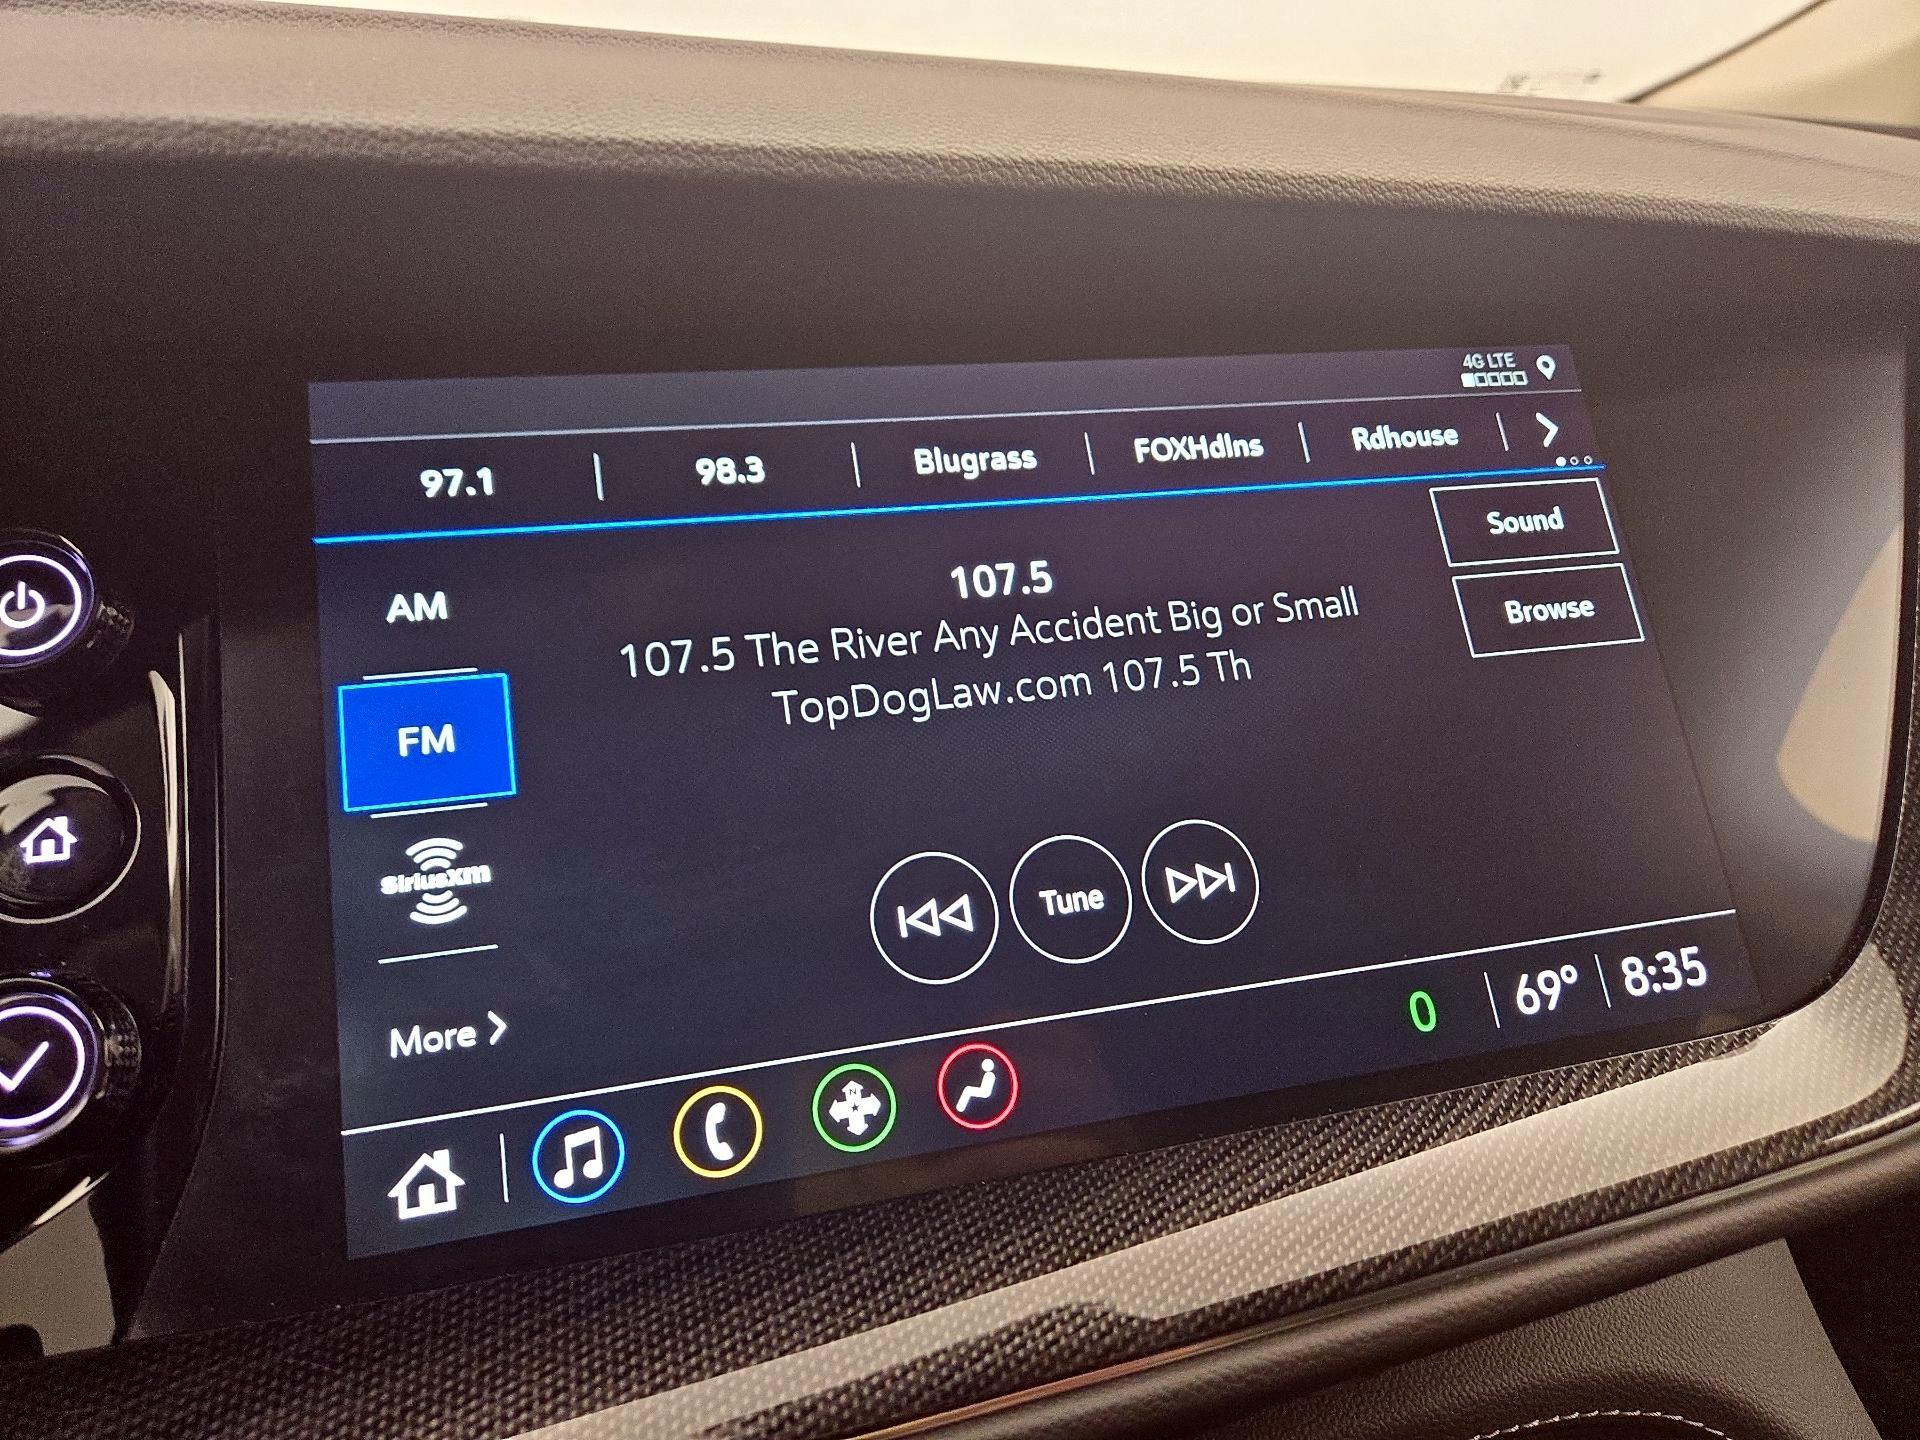 4G LTE
97.1
98.3
Blugrass
FOXHdlns
Rdhouse
Sound
Browse
AM
FM
SiriusXm
More
107.5
107.5 The River Any Accident Big or Small
TopDogLaw.com 107.5 Th
Tune
N
0
69°
8:35